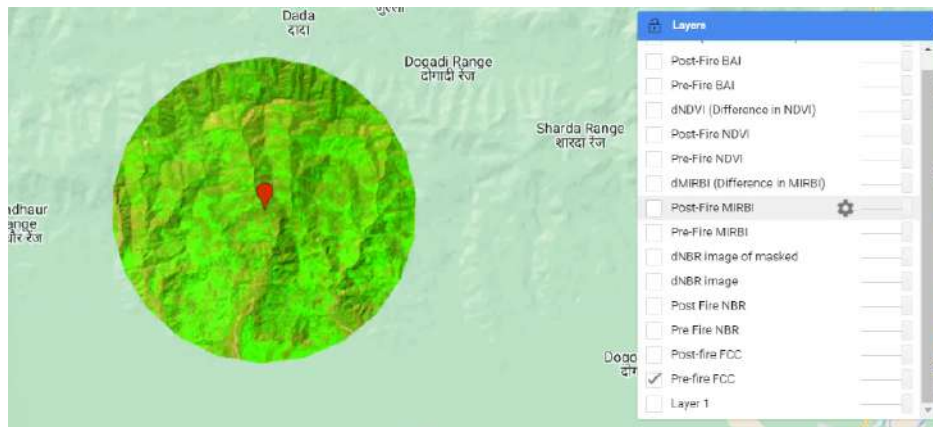 Dada
दादा
Dogadi Range
दोगाडी रेंज
Sharda Range
शारदा रेंज
Layers
Post-Fire BAI
Pre-Fire BAI
dNDVI (Difference in NDVI)
Post-Fire NDVI
Pre-Fire NDVI
dMIRBI (Difference in MIRBI)
Post-Fire MIRBI
Pre-Fire MIRBI
dNBR image of masked
dNBR image
Post Fire NBR
Pre Fire NBR
Post-fire FCC
Pre-fire FCC
Layer 1